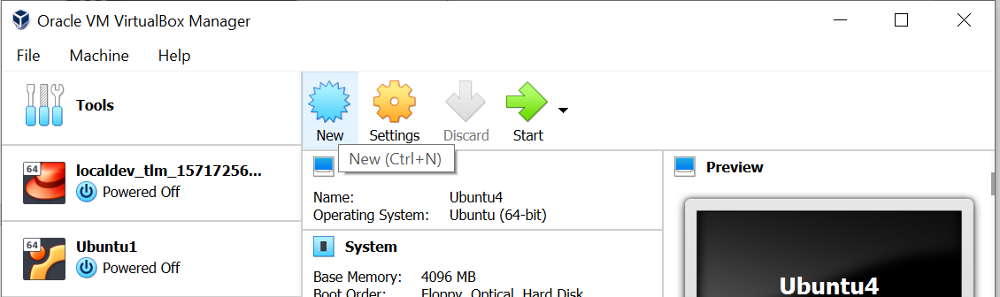 Oracle VM VirtualBox Manager
File Machine Help
Tools
New Settings Discard Start
New (Ctrl+N)
64
localdev_tlm_15717256...
Powered Off
64
Ubuntu1
Powered Off
Name: Ubuntu4
Operating System: Ubuntu (64-bit)
System
Base Memory: 4096 MB
Boot Order: Floppy, Optical, Hard Disk
Preview
Ubuntu4